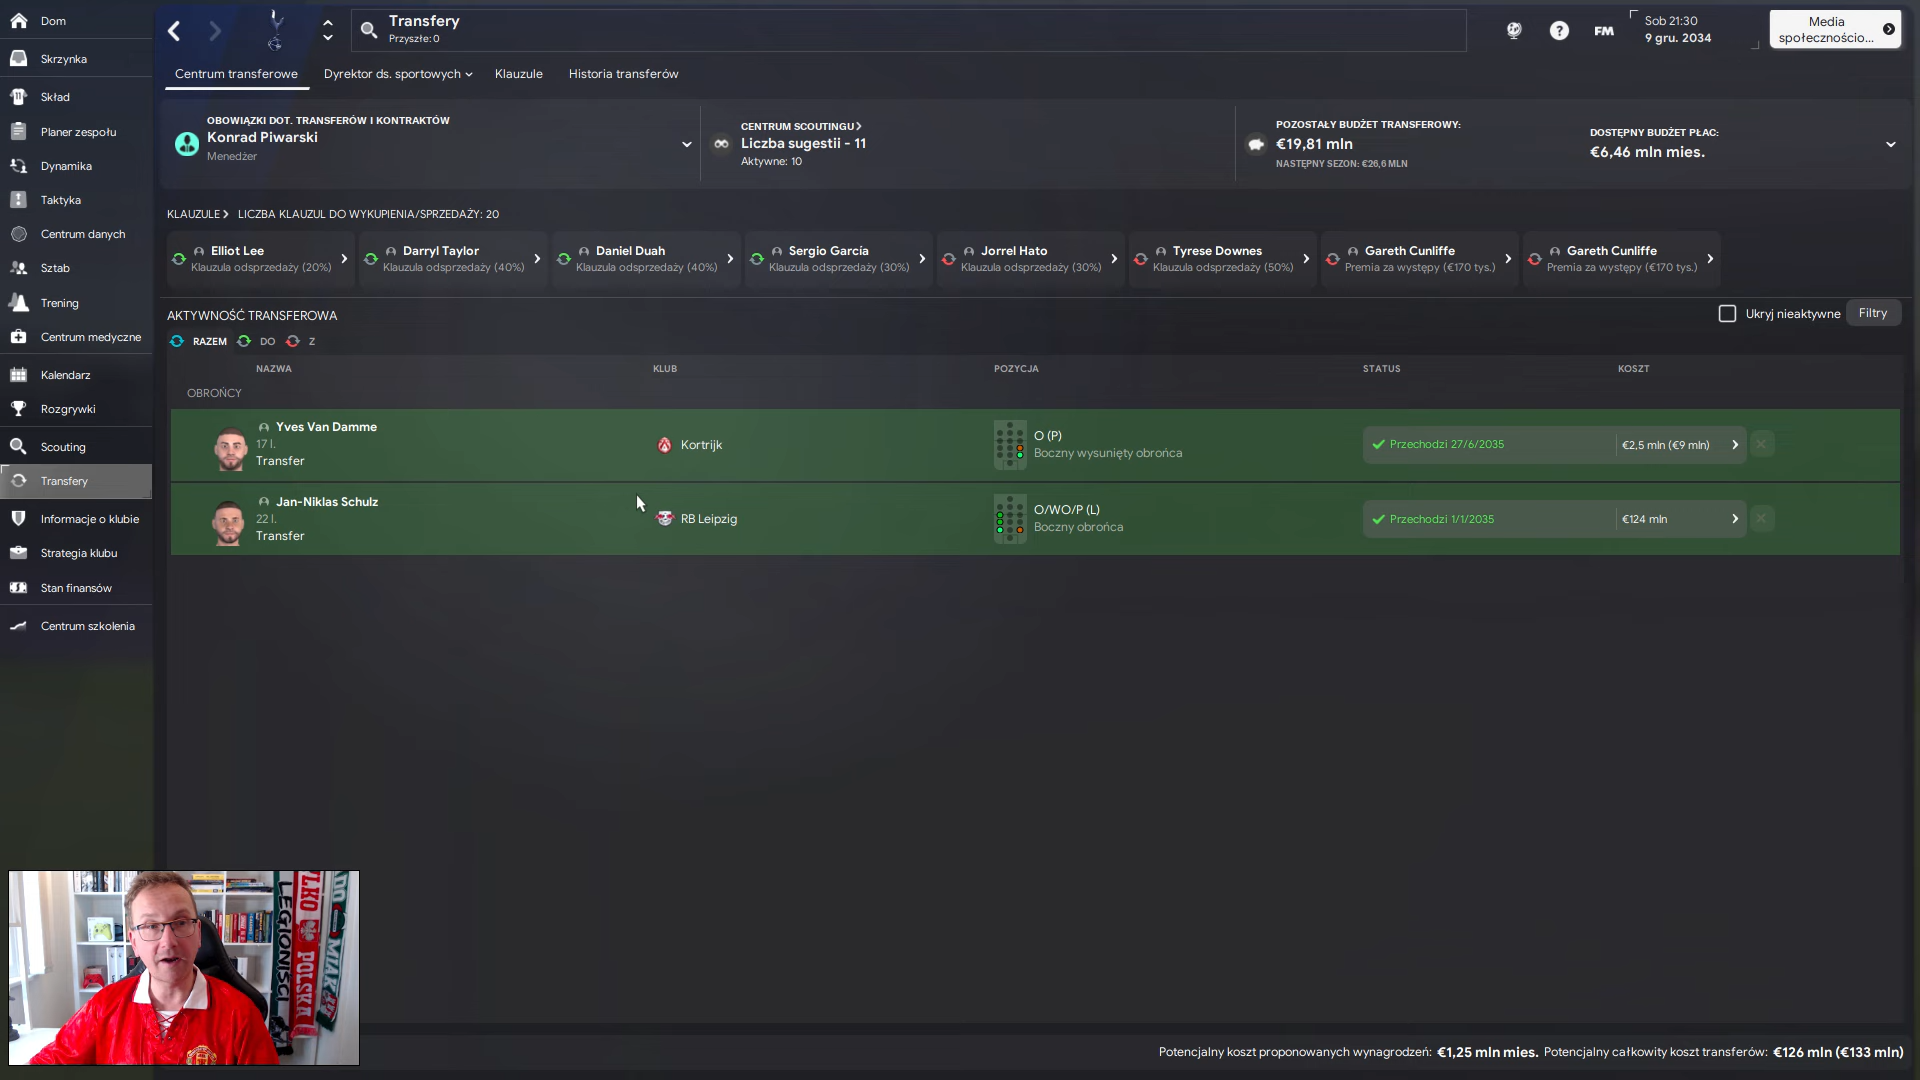 Dom
Skrzynka
Skład
Planer zespołu
Dynamika
Taktyka
Centrum danych
Sztab
Trening
Centrum medyczne
Kalendarz
Rozgrywki
Scouting
Transfery
Informacje o klubie
Strategia klubu
Stan finansów
Centrum szkolenia
Transfery
Przyszłe: 0
FM
Sob 21:30
9 gru. 2034
Media
społecznościo...
Centrum transferowe
Dyrektor ds. sportowych
Klauzule
Historia transferów
OBOWIĄZKI DOT. TRANSFERÓW I KONTRAKTÓW
Konrad Piwarski
Menedżer
CENTRUM SCOUTINGU
Liczba sugestii - 11
Aktywne: 10
POZOSTAŁY BUDŻET TRANSFEROWY:
€19,81 mln
NASTĘPNY SEZON: €26,6 MLN
DOSTĘPNY BUDŻET PŁAC:
€6,46 mln mies.
KLAUZULE LICZBA KLAUZUL DO WYKUPIENIA/SPRZEDAŻY: 20
Elliot Lee
Klauzula odsprzedaży (20%)
Darryl Taylor
Klauzula odsprzedaży (40%)
Daniel Duah
Klauzula odsprzedaży (40%)
Sergio García
Klauzula odsprzedaży (30%)
Jorrel Hato
Klauzula odsprzedaży (30%)
Tyrese Downes
Klauzula odsprzedaży (50%)
Gareth Cunliffe
Premia za występy (€170 tys.)
Gareth Cunliffe
Premia za występy (€170 tys.)
AKTYWNOŚĆ TRANSFEROWA
Ukryj nieaktywne
Filtry
RAZEM DO Z
NAZWA KLUB POZYCJA STATUS KOSZT
OBROŃCY
Yves Van Damme
17 l.
Transfer
Kortrijk
O (P)
Boczny wysunięty obrońca
Przechodzi 27/6/2035
€2,5 mln (€9 mln)
Jan-Niklas Schulz
22 l.
Transfer
RB Leipzig
O/WO/P (L)
Boczny obrońca
Przechodzi 1/1/2035
€124 mln
LEGIONIŚCI
YLKO
POLSKA
DO
MIAŁK
Potencjalny koszt proponowanych wynagrodzeń: €1,25 mln mies. Potencjalny całkowity koszt transferów: €126 mln (€133 mln)